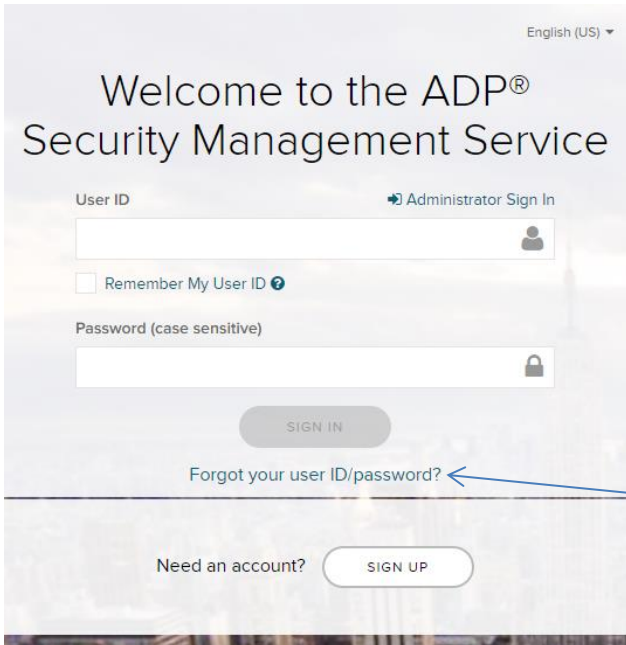 English (US)
Welcome to the ADP®
Security Management Service
User ID
Administrator Sign In
Remember My User ID
Password (case sensitive)
SIGN IN
Forgot your user ID/password?
Need an account?
SIGN UP